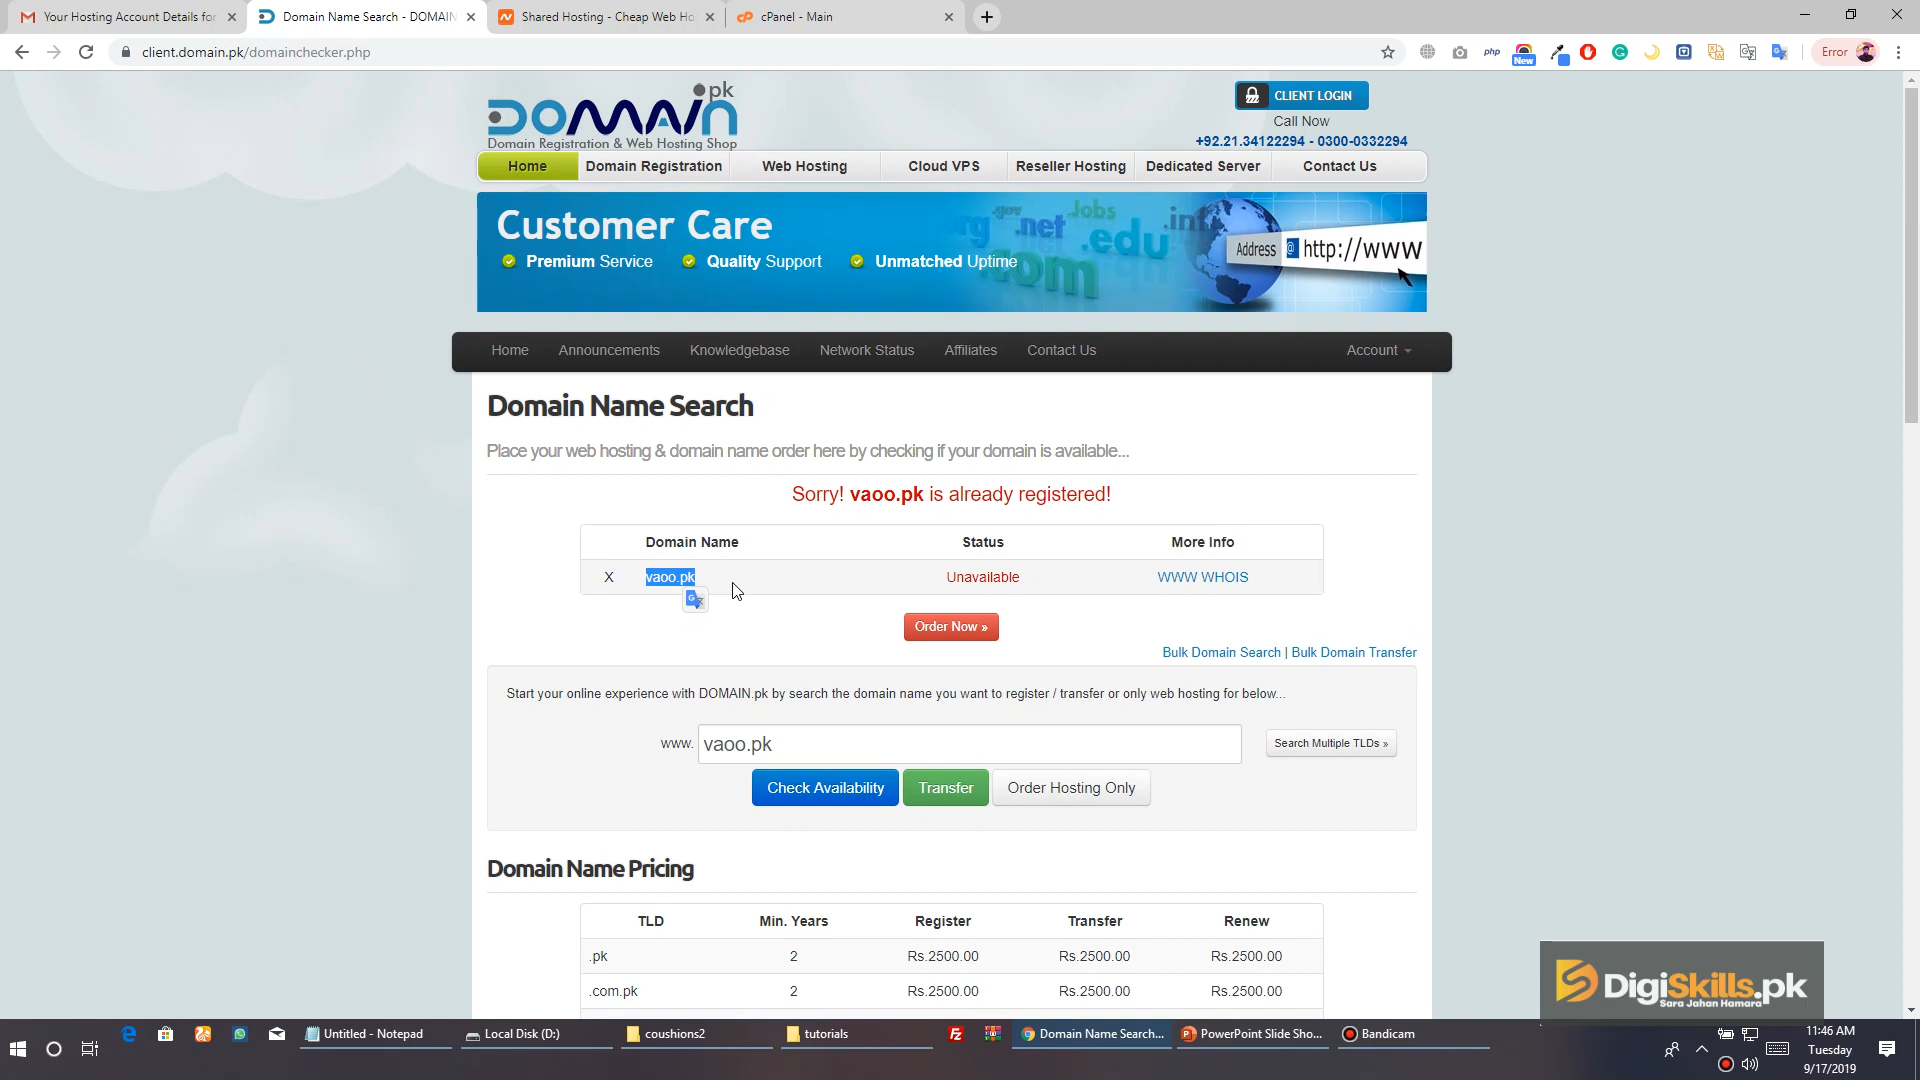 Your Hosting Account Details for
Domain Name Search - DOMAIN
Shared Hosting - Cheap Web Ho
cPanel - Main
client.domain.pk/domainchecker.php
php
New
Error
.pk
DOMAIN
Domain Registration & Web Hosting Shop
CLIENT LOGIN
Call Now
+92.21.34122294 - 0300-0332294
Home Domain Registration Web Hosting Cloud VPS Reseller Hosting Dedicated Server Contact Us
Customer Care
Premium Service Quality Support Unmatched Uptime
.gov .net Jobs .edu .inf org com
Address @ http://www
Home Announcements Knowledgebase Network Status Affiliates Contact Us Account
Domain Name Search
Place your web hosting & domain name order here by checking if your domain is available...
Sorry! vaoo.pk is already registered!
Domain Name Status More Info
X vaoo.pk Unavailable WWW WHOIS
Order Now »
Bulk Domain Search | Bulk Domain Transfer
Start your online experience with DOMAIN.pk by search the domain name you want to register / transfer or only web hosting for below...
www. vaoo.pk Search Multiple TLDs »
Check Availability Transfer Order Hosting Only
Domain Name Pricing
TLD Min. Years Register Transfer Renew
.pk 2 Rs.2500.00 Rs.2500.00 Rs.2500.00
.com.pk 2 Rs.2500.00 Rs.2500.00 Rs.2500.00
DigiSkills.pk
Sara Jahan Hamara
Untitled - Notepad
Local Disk (D:)
coushions2
tutorials
Domain Name Search...
PowerPoint Slide Sho...
Bandicam
11:46 AM
Tuesday
9/17/2019